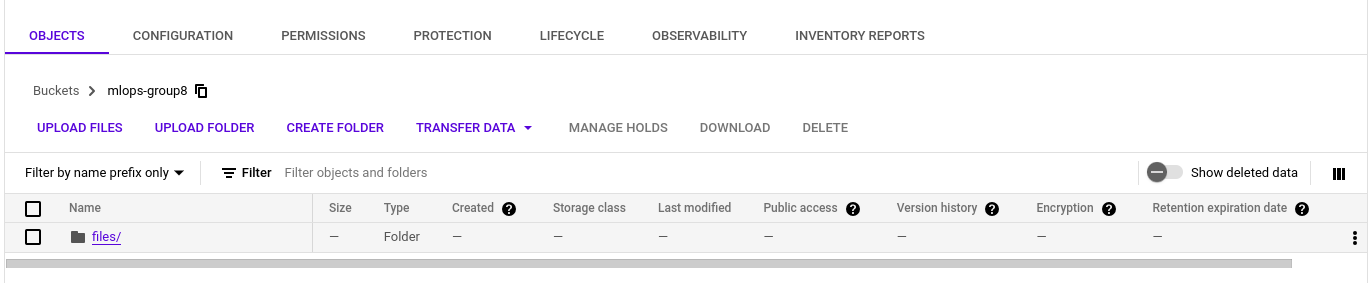 OBJECTS CONFIGURATION PERMISSIONS PROTECTION LIFECYCLE OBSERVABILITY INVENTORY REPORTS
Buckets mlops-group8
UPLOAD FILES UPLOAD FOLDER CREATE FOLDER TRANSFER DATA MANAGE HOLDS DOWNLOAD DELETE
Filter by name prefix only Filter Filter objects and folders Show deleted data
Name Size Type Created ? Storage class Last modified Public access ? Version history ? Encryption ? Retention expiration date ?
files/ — Folder — — — — — — —